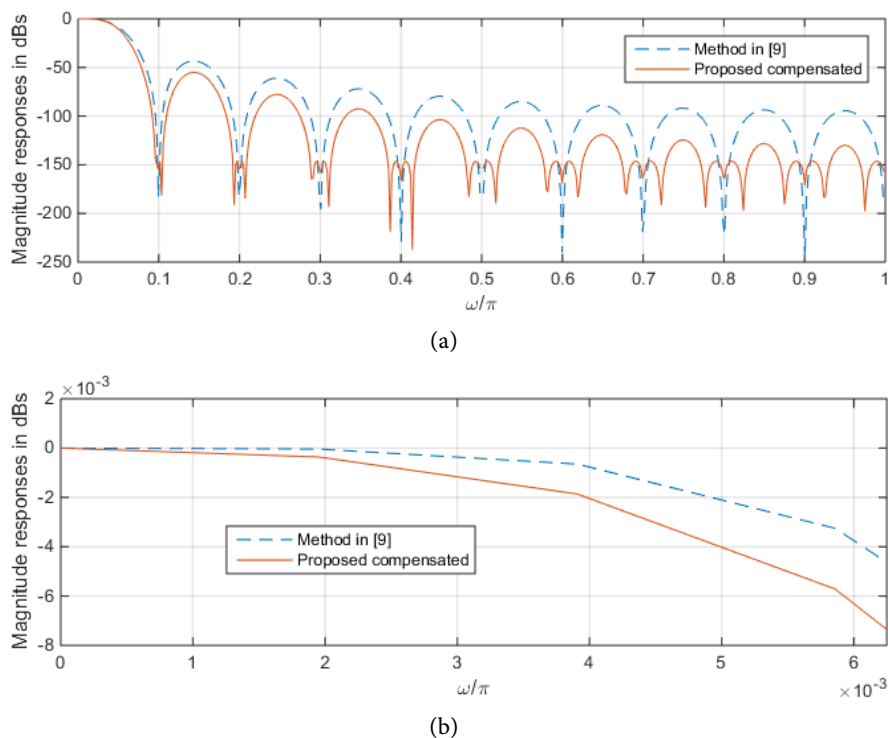 Magnitude responses in dBs
0
-50
-100
-150
-200
-250
Method in [9]
Proposed compensated
0 0.1 0.2 0.3 0.4 0.5 0.6 0.7 0.8 0.9 1
ω/π
(a)
×10-3
Magnitude responses in dBs
2
0
-2
-4
-6
-8
Method in [9]
Proposed compensated
0 1 2 3 4 5 6
ω/π
×10-3
(b)